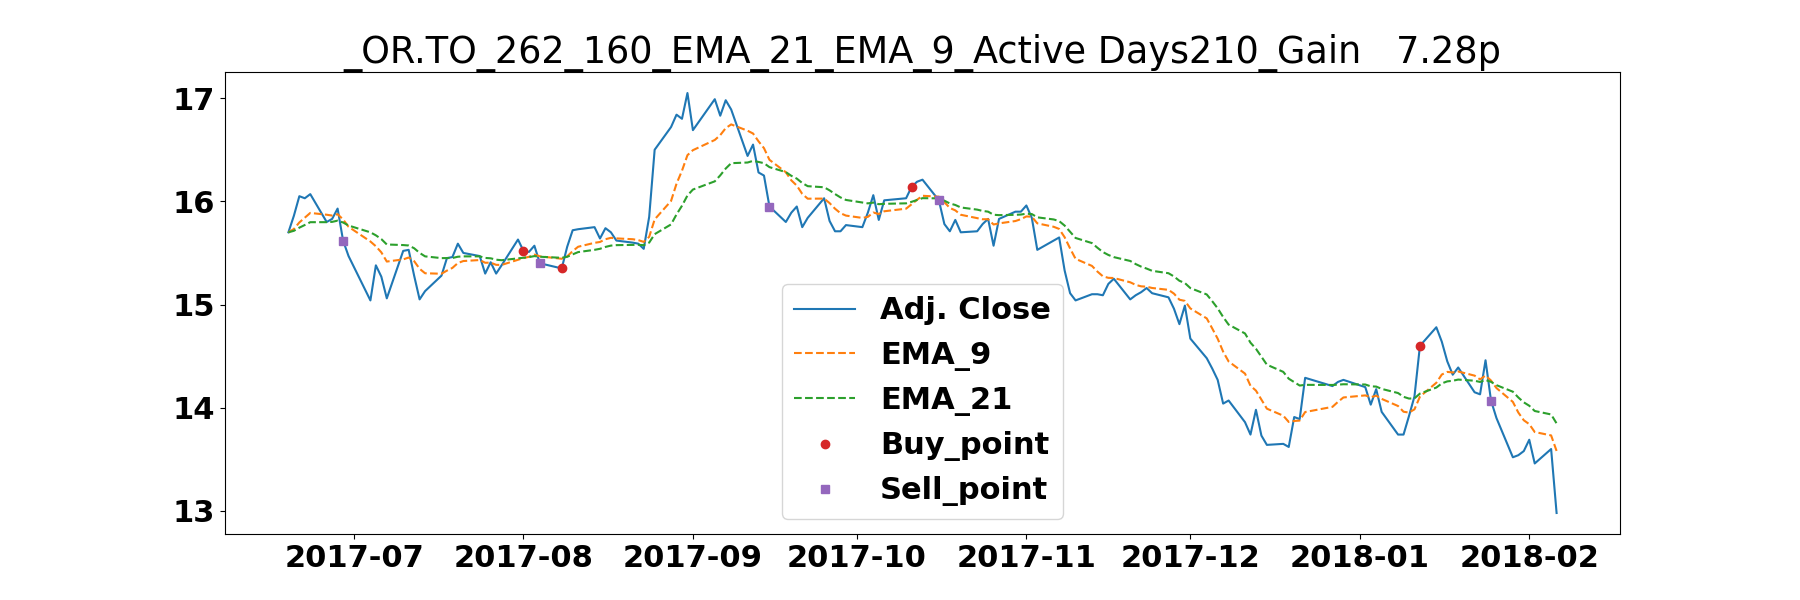 _OR.TO_262_160_EMA_21_EMA_9_Active Days210_Gain   7.28p
17
16
15
14
13
Adj. Close
EMA_9
EMA_21
Buy_point
Sell_point
2017-07 2017-08 2017-09 2017-10 2017-11 2017-12 2018-01 2018-02